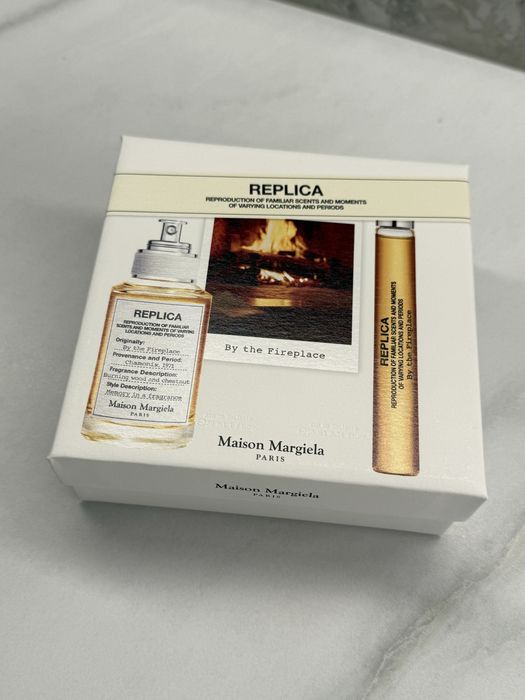 REPLICA
REPRODUCTION OF FAMILIAR SCENTS AND MOMENTS
OF VARYING LOCATIONS AND PERIODS
REPLICA
REPRODUCTION OF FAMILIAR
SCENTS AND MOMENTS OF VARYING
LOCATIONS AND PERIODS
Originally:
By the Fireplace
Provenance and Period:
Chamonix, 1971
Fragrance Description:
Burning wood and chestnut
Style Description:
Memory in a fragrance
Maison Margiela
PARIS
By the Fireplace
REPLICA
REPRODUCTION OF FAMILIAR SCENTS AND MOMENTS
OF VARYING LOCATIONS AND PERIODS
By the Fireplace
Maison Margiela
PARIS
Maison Margiela
PARIS